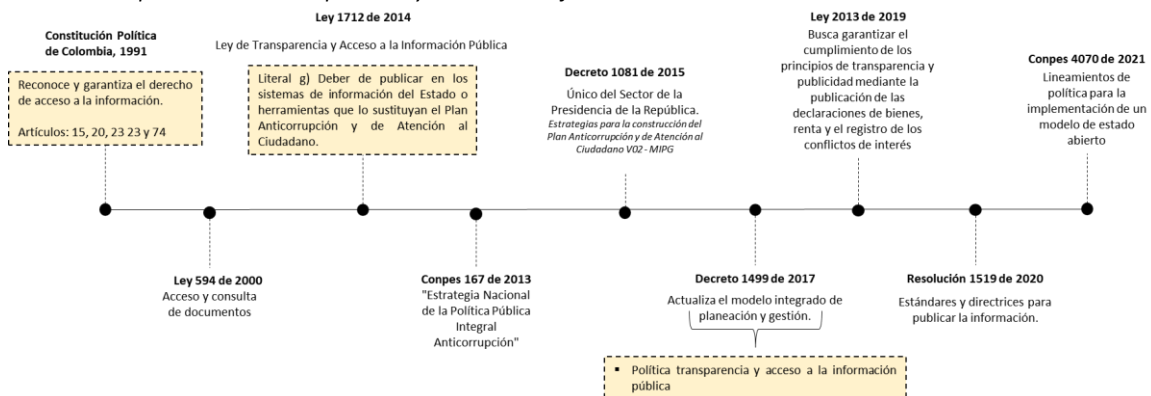 Constitución Política
de Colombia, 1991
Reconoce y garantiza el derecho
de acceso a la información.
Artículos: 15, 20, 23 23 y 74
Ley 594 de 2000
Acceso y consulta
de documentos
Ley 1712 de 2014
Ley de Transparencia y Acceso a la Información Pública
Literal g) Deber de publicar en los
sistemas de información del Estado o
herramientas que lo sustituyan el Plan
Anticorrupción y de Atención al
Ciudadano.
Conpes 167 de 2013
"Estrategia Nacional
de la Política Pública
Integral
Anticorrupción"
Decreto 1081 de 2015
Único del Sector de la
Presidencia de la República.
Estrategias para la construcción del
Plan Anticorrupción y de Atención al
Ciudadano V02 - MIPG
Decreto 1499 de 2017
Actualiza el modelo integrado de
planeación y gestión.
▪ Política transparencia y acceso a la información
pública
Ley 2013 de 2019
Busca garantizar el
cumplimiento de los
principios de transparencia y
publicidad mediante la
publicación de las
declaraciones de bienes,
renta y el registro de los
conflictos de interés
Resolución 1519 de 2020
Estándares y directrices para
publicar la información.
Conpes 4070 de 2021
Lineamientos de
política para la
implementación de un
modelo de estado
abierto